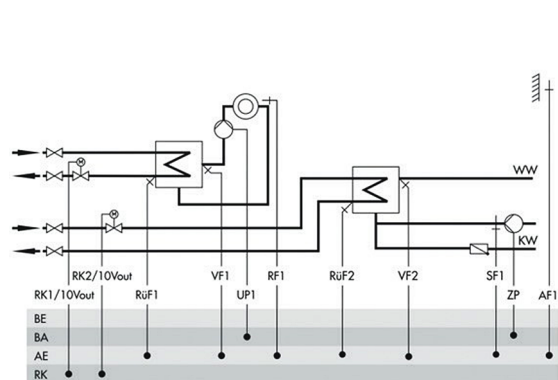 M
M
WW
KW
RK2/10Vout VF1 RF1 RüF2 VF2 SF1
RK1/10Vout RüF1 UP1 ZP AF1
BE
BA
AE
RK